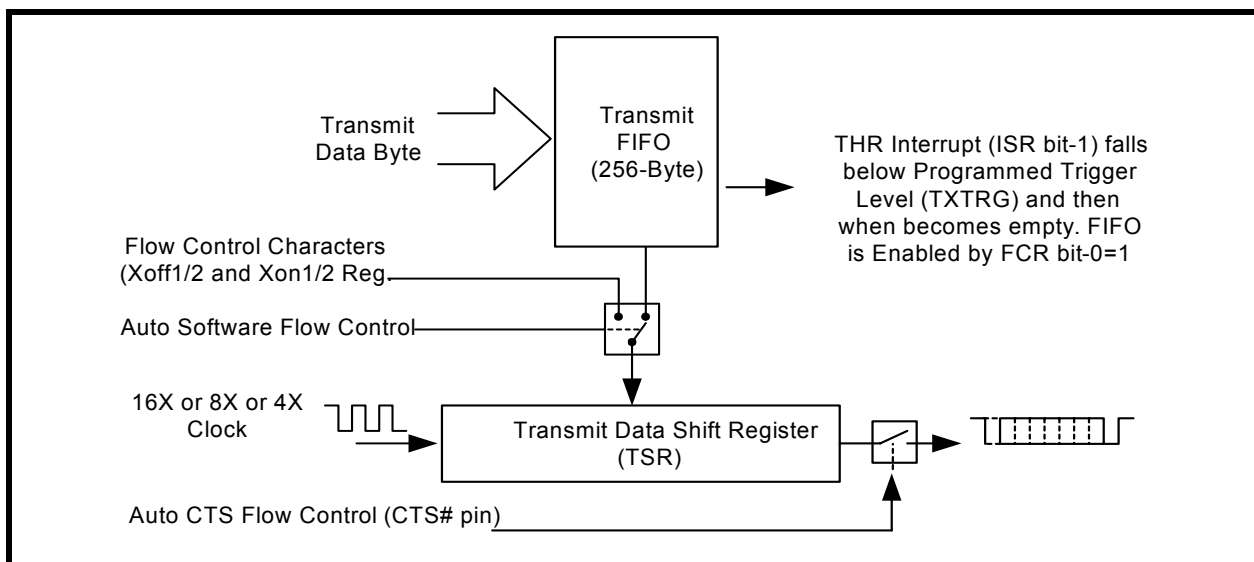 Transmit
Data Byte
Transmit
FIFO
(256-Byte)
THR Interrupt (ISR bit-1) falls
below Programmed Trigger
Level (TXTRG) and then
when becomes empty. FIFO
is Enabled by FCR bit-0=1
Flow Control Characters
(Xoff1/2 and Xon1/2 Reg.
Auto Software Flow Control
16X or 8X or 4X
Clock
Transmit Data Shift Register
(TSR)
Auto CTS Flow Control (CTS# pin)